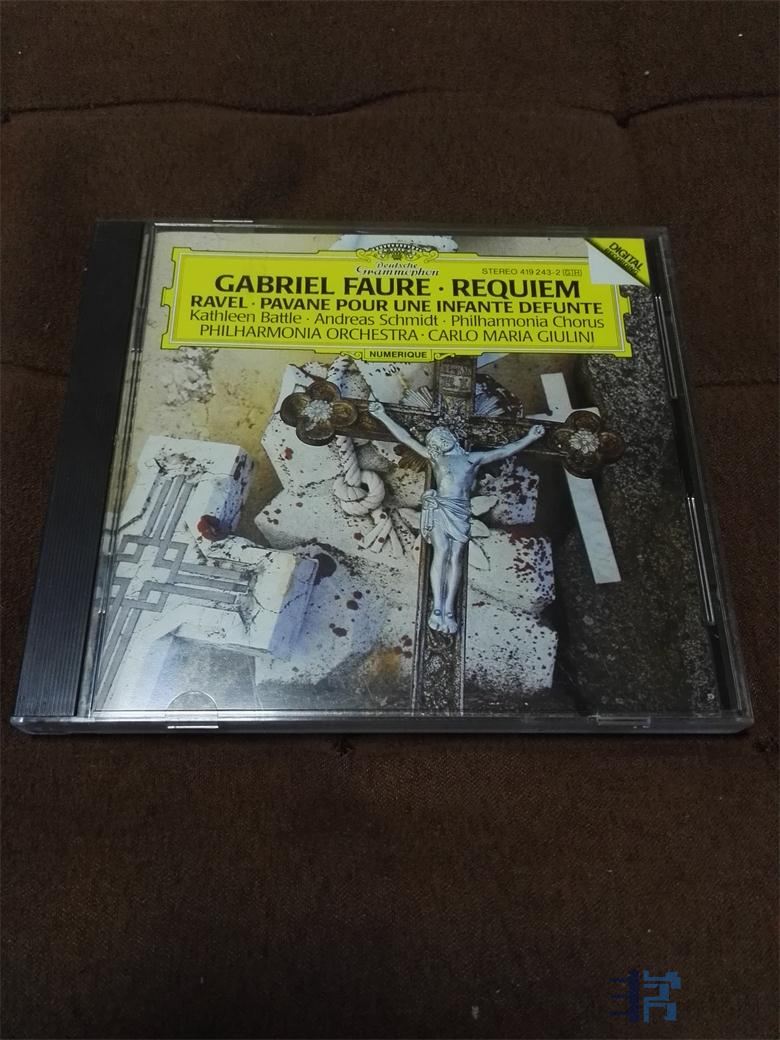 Deutsche
Grammophon
STEREO 419 243-2 GH
DIGITAL
GABRIEL FAURE · REQUIEM
RAVEL · PAVANE POUR UNE INFANTE DEFUNTE
Kathleen Battle · Andreas Schmidt · Philharmonia Chorus
PHILHARMONIA ORCHESTRA · CARLO MARIA GIULINI
NUMERIQUE